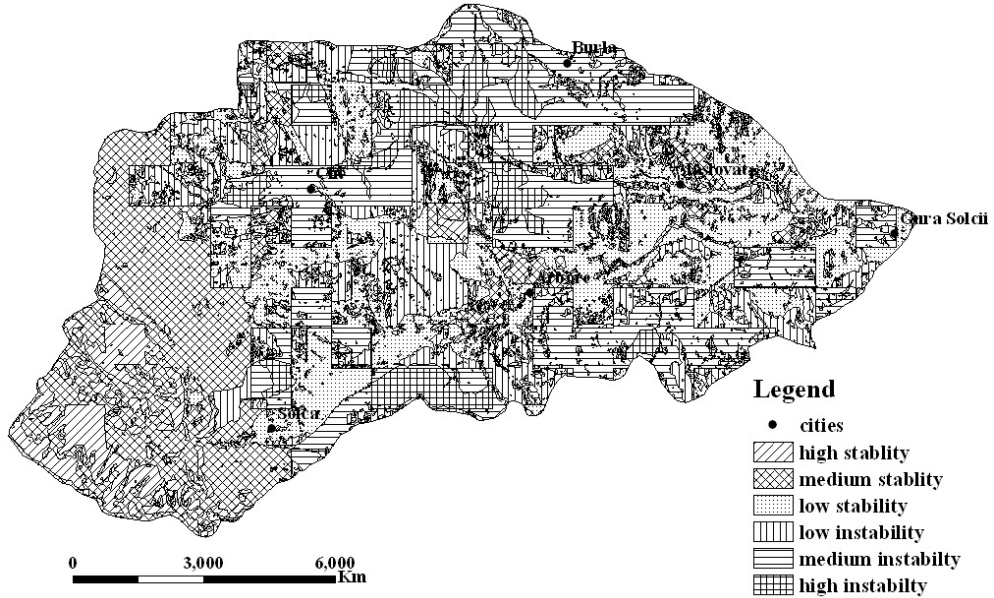 Burla
Gura Solcii
Arbore
Solca
Legend
cities
high stablity
medium stablity
low stability
low instability
medium instabilty
high instabilty
0 3,000 6,000
Km